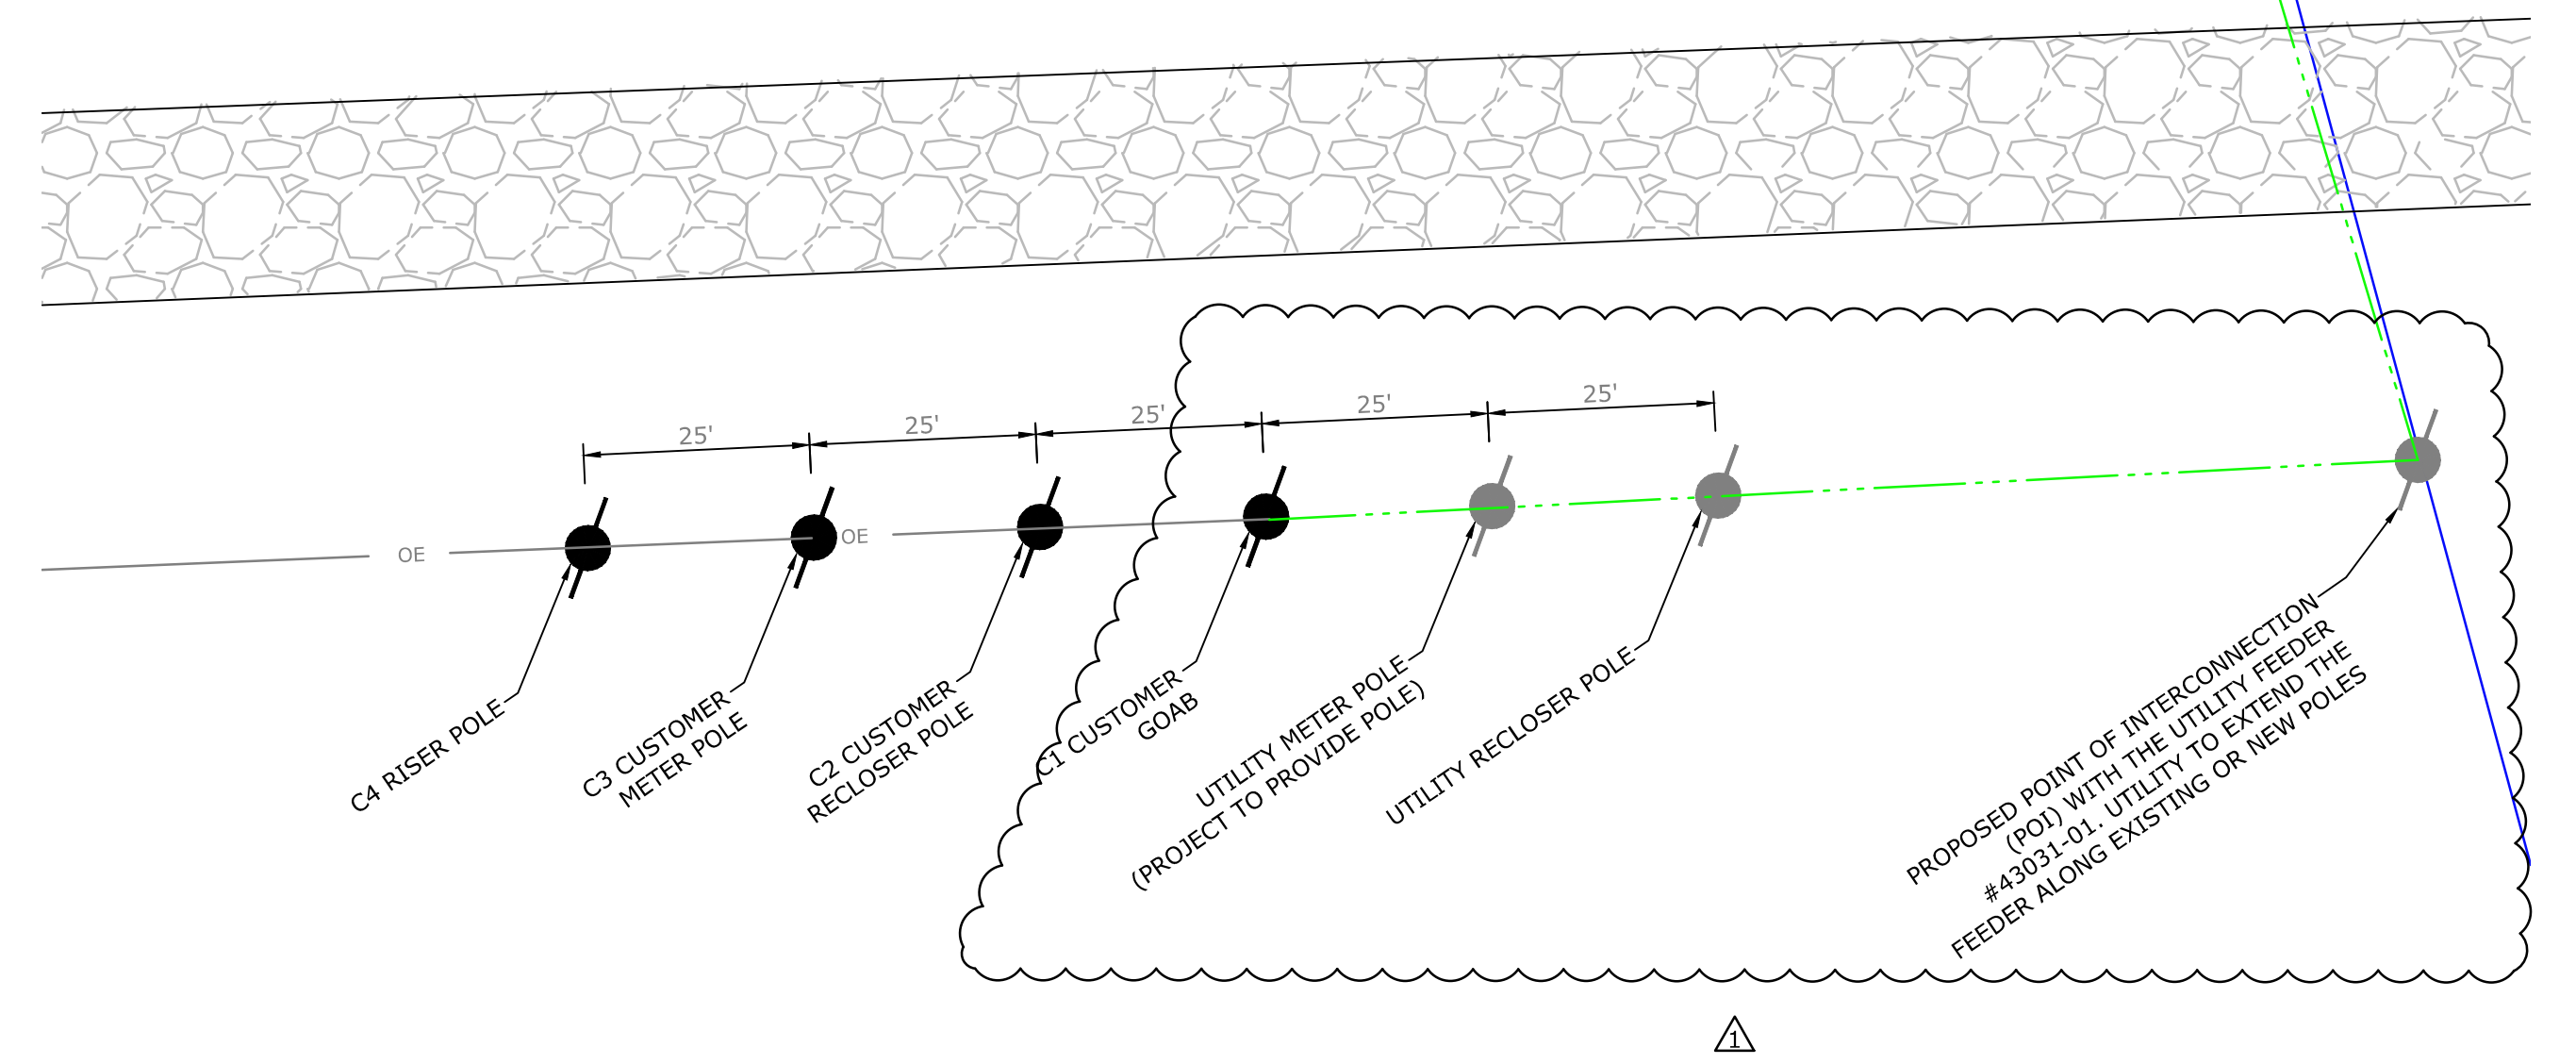 25'
25'
25'
25'
25'
OE
OE
C4 RISER POLE
C3 CUSTOMER
METER POLE
C2 CUSTOMER
RECLOSER POLE
C1 CUSTOMER
GOAB
UTILITY METER POLE
(PROJECT TO PROVIDE POLE)
UTILITY RECLOSER POLE
PROPOSED POINT OF INTERCONNECTION
(POI) WITH THE UTILITY FEEDER
#43031-01. UTILITY TO EXTEND THE
FEEDER ALONG EXISTING OR NEW POLES
1